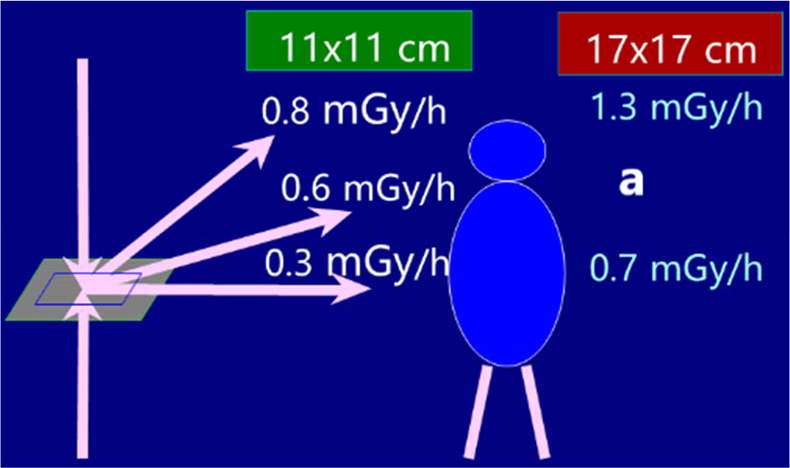 11x11 cm
17x17 cm
0.8 mGy/h
1.3 mGy/h
0.6 mGy/h
a
0.3 mGy/h
0.7 mGy/h